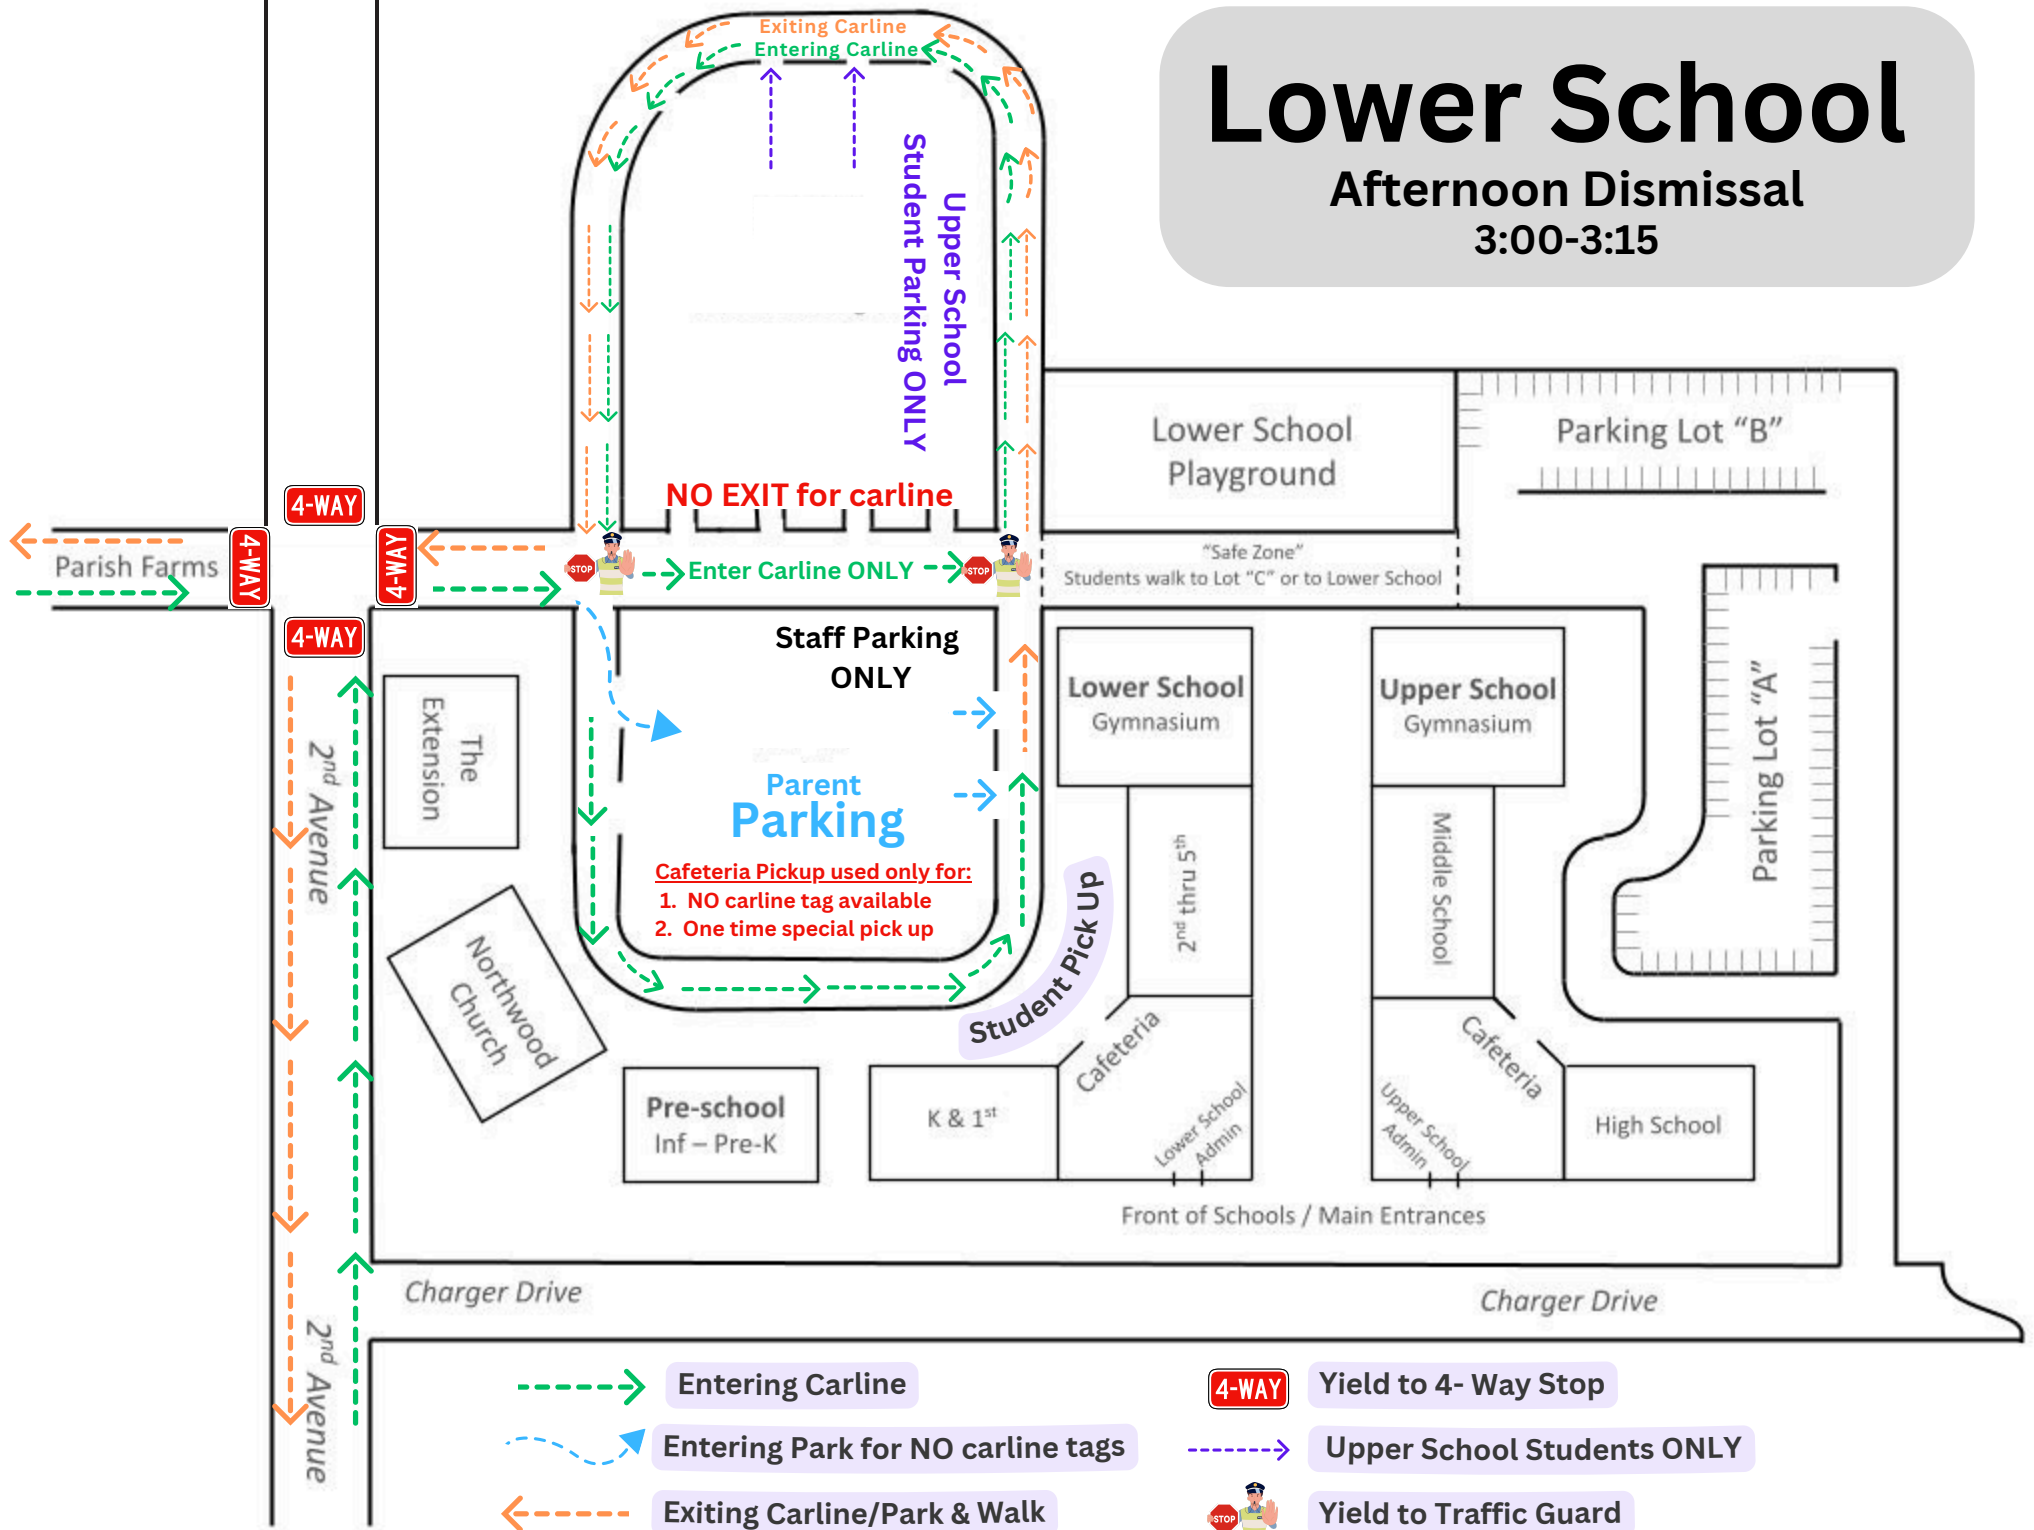 Lower School
Afternoon Dismissal
3:00-3:15
Exiting Carline
Entering Carline
Upper School
Student Parking ONLY
NO EXIT for carline
Lower School
Playground
Parking Lot “B”
4-WAY
4-WAY
4-WAY
4-WAY
Parish Farms
STOP
Enter Carline ONLY
STOP
“Safe Zone”
Students walk to Lot “C” or to Lower School
Staff Parking
ONLY
Lower School
Gymnasium
Upper School
Gymnasium
Parking Lot “A”
The
Extension
2nd Avenue
Parent
Parking
Cafeteria Pickup used only for:
1. NO carline tag available
2. One time special pick up
Student Pick Up
2nd thru 5th
Middle School
Northwood
Church
Cafeteria
Cafeteria
Pre-school
Inf – Pre-K
K & 1st
Lower School
Admin
Upper School
Admin
High School
Front of Schools / Main Entrances
Charger Drive
Charger Drive
2nd Avenue
Entering Carline
4-WAY
Yield to 4- Way Stop
Entering Park for NO carline tags
Upper School Students ONLY
Exiting Carline/Park & Walk
STOP
Yield to Traffic Guard